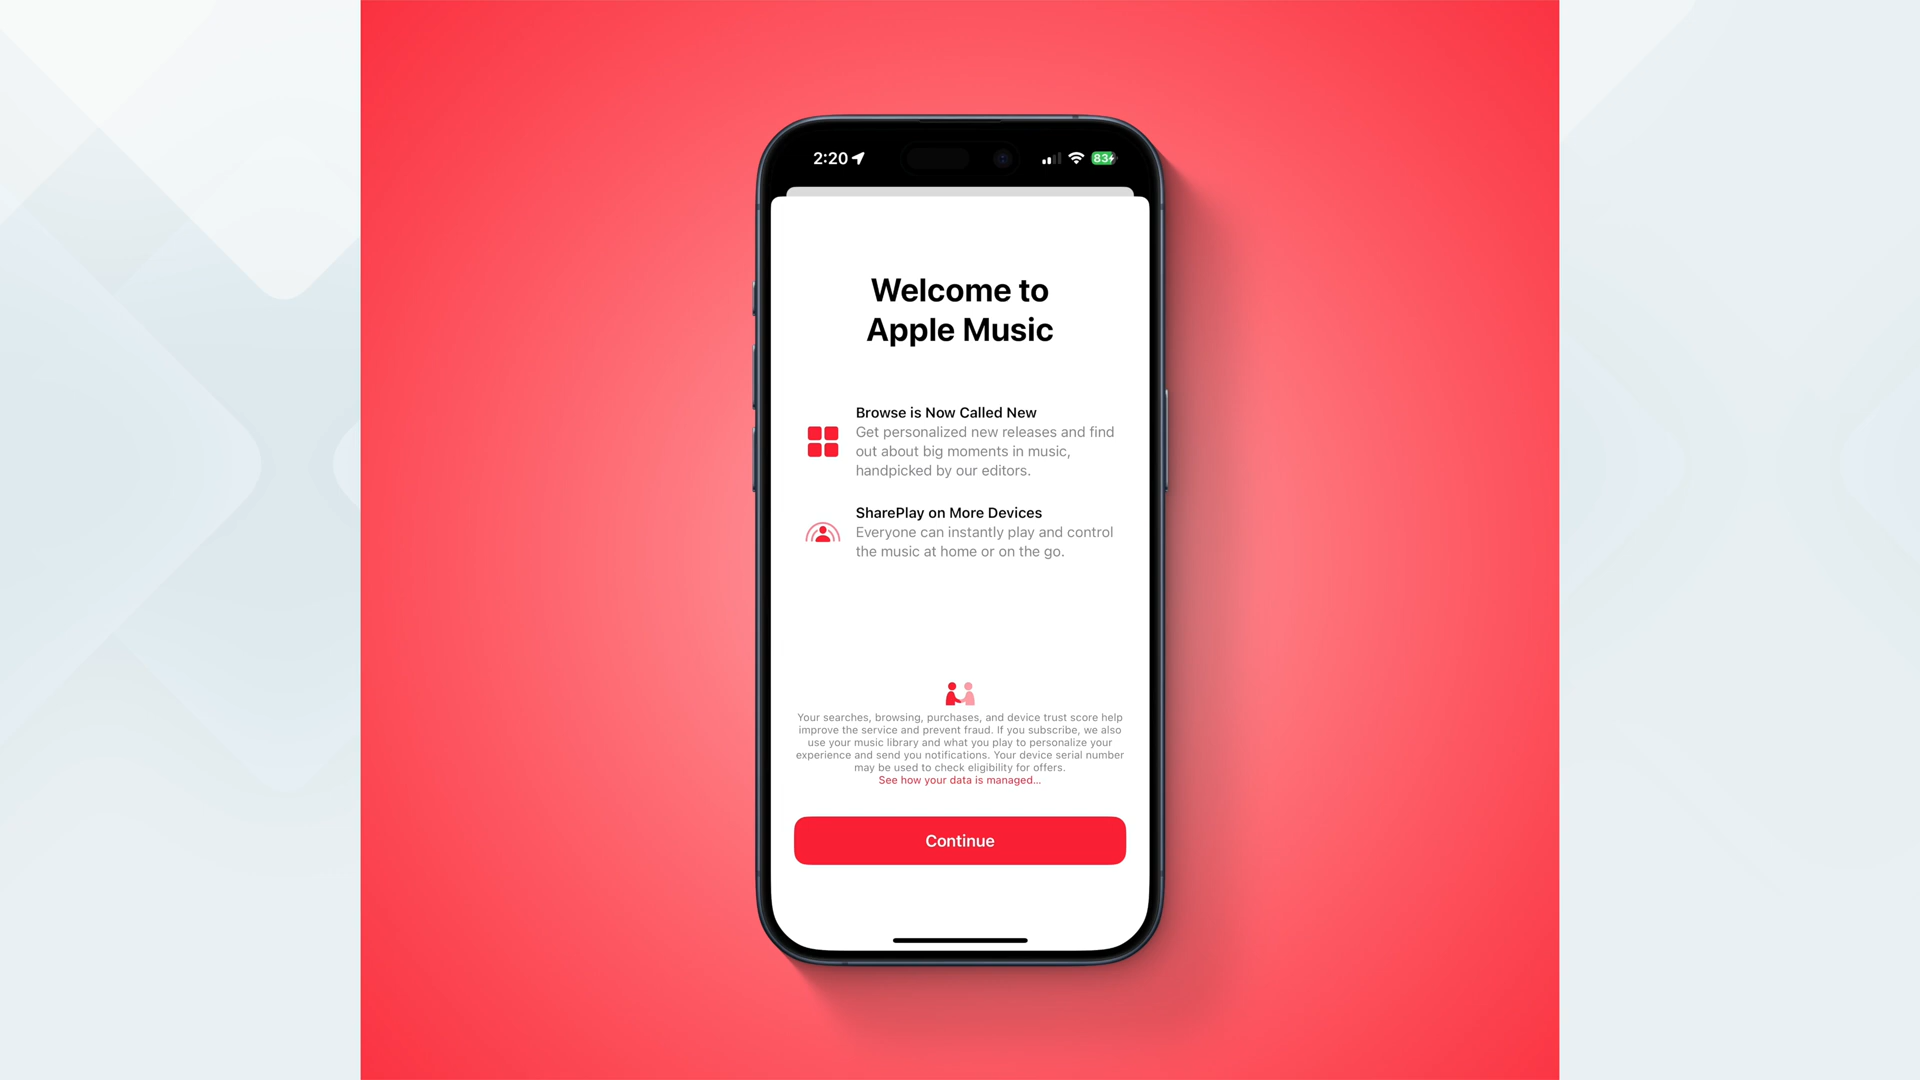 2:20
83
Welcome to
Apple Music
Browse is Now Called New
Get personalized new releases and find
out about big moments in music,
handpicked by our editors.
SharePlay on More Devices
Everyone can instantly play and control
the music at home or on the go.
Your searches, browsing, purchases, and device trust score help
improve the service and prevent fraud. If you subscribe, we also
use your music library and what you play to personalize your
experience and send you notifications. Your device serial number
may be used to check eligibility for offers.
See how your data is managed...
Continue